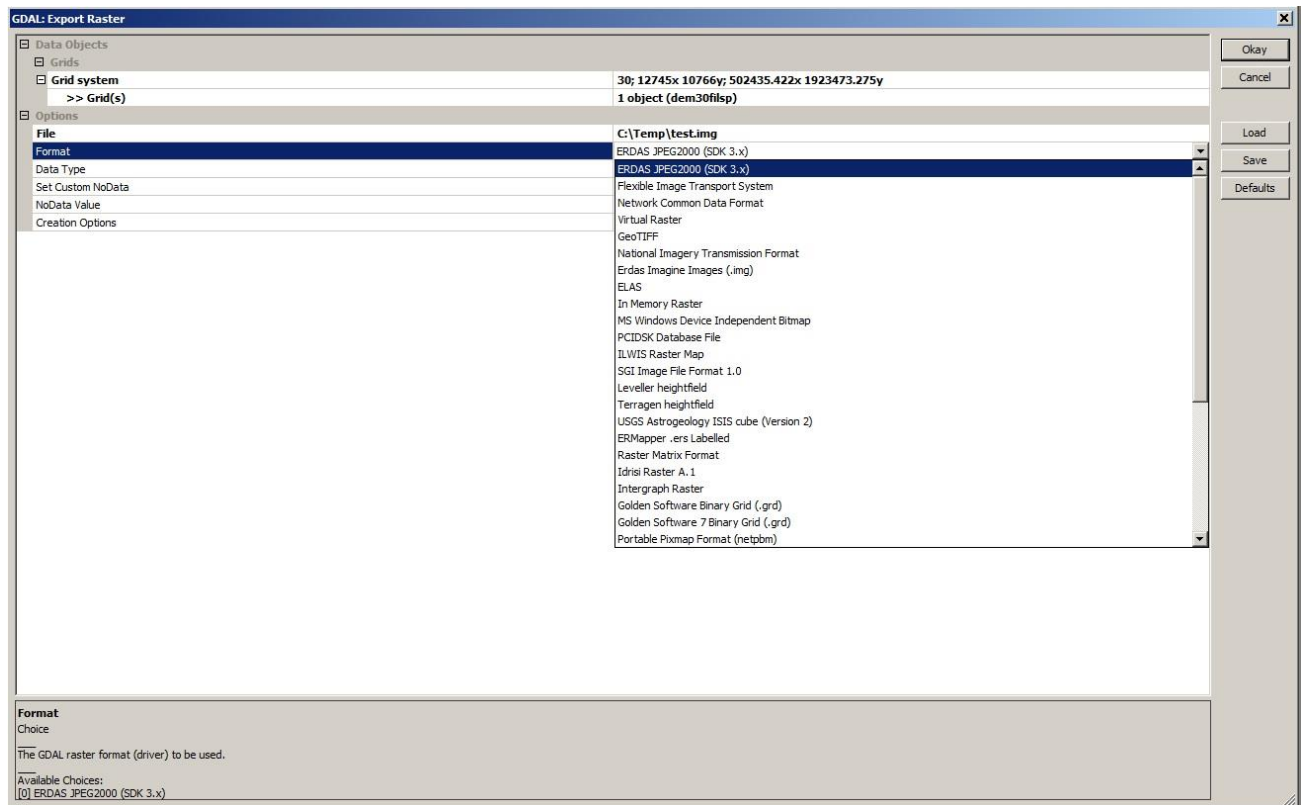 GDAL: Export Raster
Data Objects
Grids
Grid system 30; 12745x 10766y; 502435.422x 1923473.275y
>> Grid(s) 1 object (dem30filsp)
Options
File C:\Temp\test.img
Format ERDAS JPEG2000 (SDK 3.x)
Data Type
Set Custom NoData
NoData Value
Creation Options
ERDAS JPEG2000 (SDK 3.x)
Flexible Image Transport System
Network Common Data Format
Virtual Raster
GeoTIFF
National Imagery Transmission Format
Erdas Imagine Images (.img)
ELAS
In Memory Raster
MS Windows Device Independent Bitmap
PCIDSK Database File
ILWIS Raster Map
SGI Image File Format 1.0
Leveller heightfield
Terragen heightfield
USGS Astrogeology ISIS cube (Version 2)
ERMapper .ers Labelled
Raster Matrix Format
Idrisi Raster A.1
Intergraph Raster
Golden Software Binary Grid (.grd)
Golden Software 7 Binary Grid (.grd)
Portable Pixmap Format (netpbm)
Okay
Cancel
Load
Save
Defaults
Format
Choice
___
The GDAL raster format (driver) to be used.
___
Available Choices:
[0] ERDAS JPEG2000 (SDK 3.x)